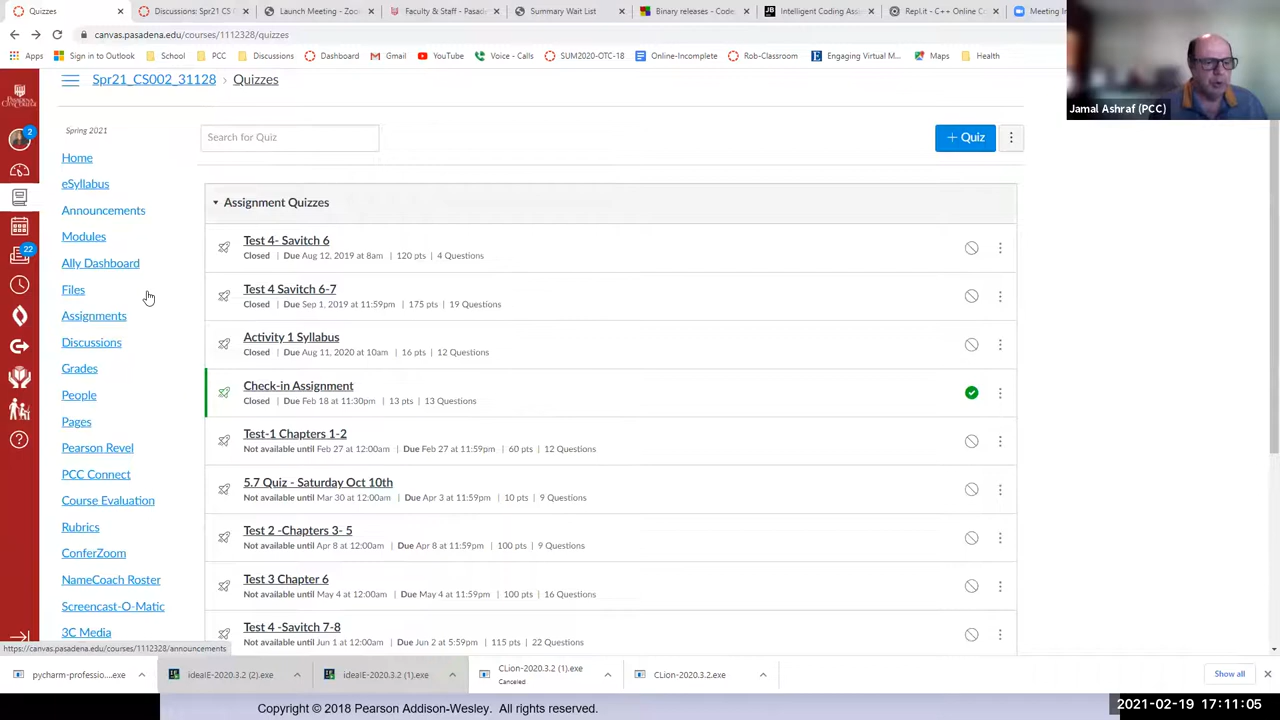 Quizzes
Discussions: Spr21 CS
Launch Meeting - Zoom
Faculty & Staff - Pasade
Summary Wait List
Binary releases - Code:
Intelligent Coding Assis
Repl.it - C++ Online C
Meeting In
canvas.pasadena.edu/courses/1112328/quizzes
Apps
Sign in to Outlook
School
PCC
Discussions
Dashboard
Gmail
YouTube
Voice - Calls
SUM2020-OTC-18
Online-Incomplete
Rob-Classroom
Engaging Virtual M...
Maps
Health
Jamal Ashraf (PCC)
Spr21_CS002_31128 › Quizzes
Spring 2021
Search for Quiz
+ Quiz
2
22
Home
eSyllabus
Announcements
Modules
Ally Dashboard
Files
Assignments
Discussions
Grades
People
Pages
Pearson Revel
PCC Connect
Course Evaluation
Rubrics
ConferZoom
NameCoach Roster
Screencast-O-Matic
3C Media
Assignment Quizzes
Test 4- Savitch 6
Closed | Due Aug 12, 2019 at 8am | 120 pts | 4 Questions
Test 4 Savitch 6-7
Closed | Due Sep 1, 2019 at 11:59pm | 175 pts | 19 Questions
Activity 1 Syllabus
Closed | Due Aug 11, 2020 at 10am | 16 pts | 12 Questions
Check-in Assignment
Closed | Due Feb 18 at 11:30pm | 13 pts | 13 Questions
Test-1 Chapters 1-2
Not available until Feb 27 at 12:00am | Due Feb 27 at 11:59pm | 60 pts | 12 Questions
5.7 Quiz - Saturday Oct 10th
Not available until Mar 30 at 12:00am | Due Apr 3 at 11:59pm | 10 pts | 9 Questions
Test 2 -Chapters 3- 5
Not available until Apr 8 at 12:00am | Due Apr 8 at 11:59pm | 100 pts | 9 Questions
Test 3 Chapter 6
Not available until May 4 at 12:00am | Due May 4 at 11:59pm | 100 pts | 16 Questions
Test 4 -Savitch 7-8
Not available until Jun 1 at 12:00am | Due Jun 2 at 5:59pm | 115 pts | 22 Questions
https://canvas.pasadena.edu/courses/1112328/announcements
pycharm-professio....exe
ideaIE-2020.3.2 (2).exe
ideaIE-2020.3.2 (1).exe
CLion-2020.3.2 (1).exe
Canceled
CLion-2020.3.2.exe
Show all
Copyright © 2018 Pearson Addison-Wesley. All rights reserved.
2021-02-19 17:11:05